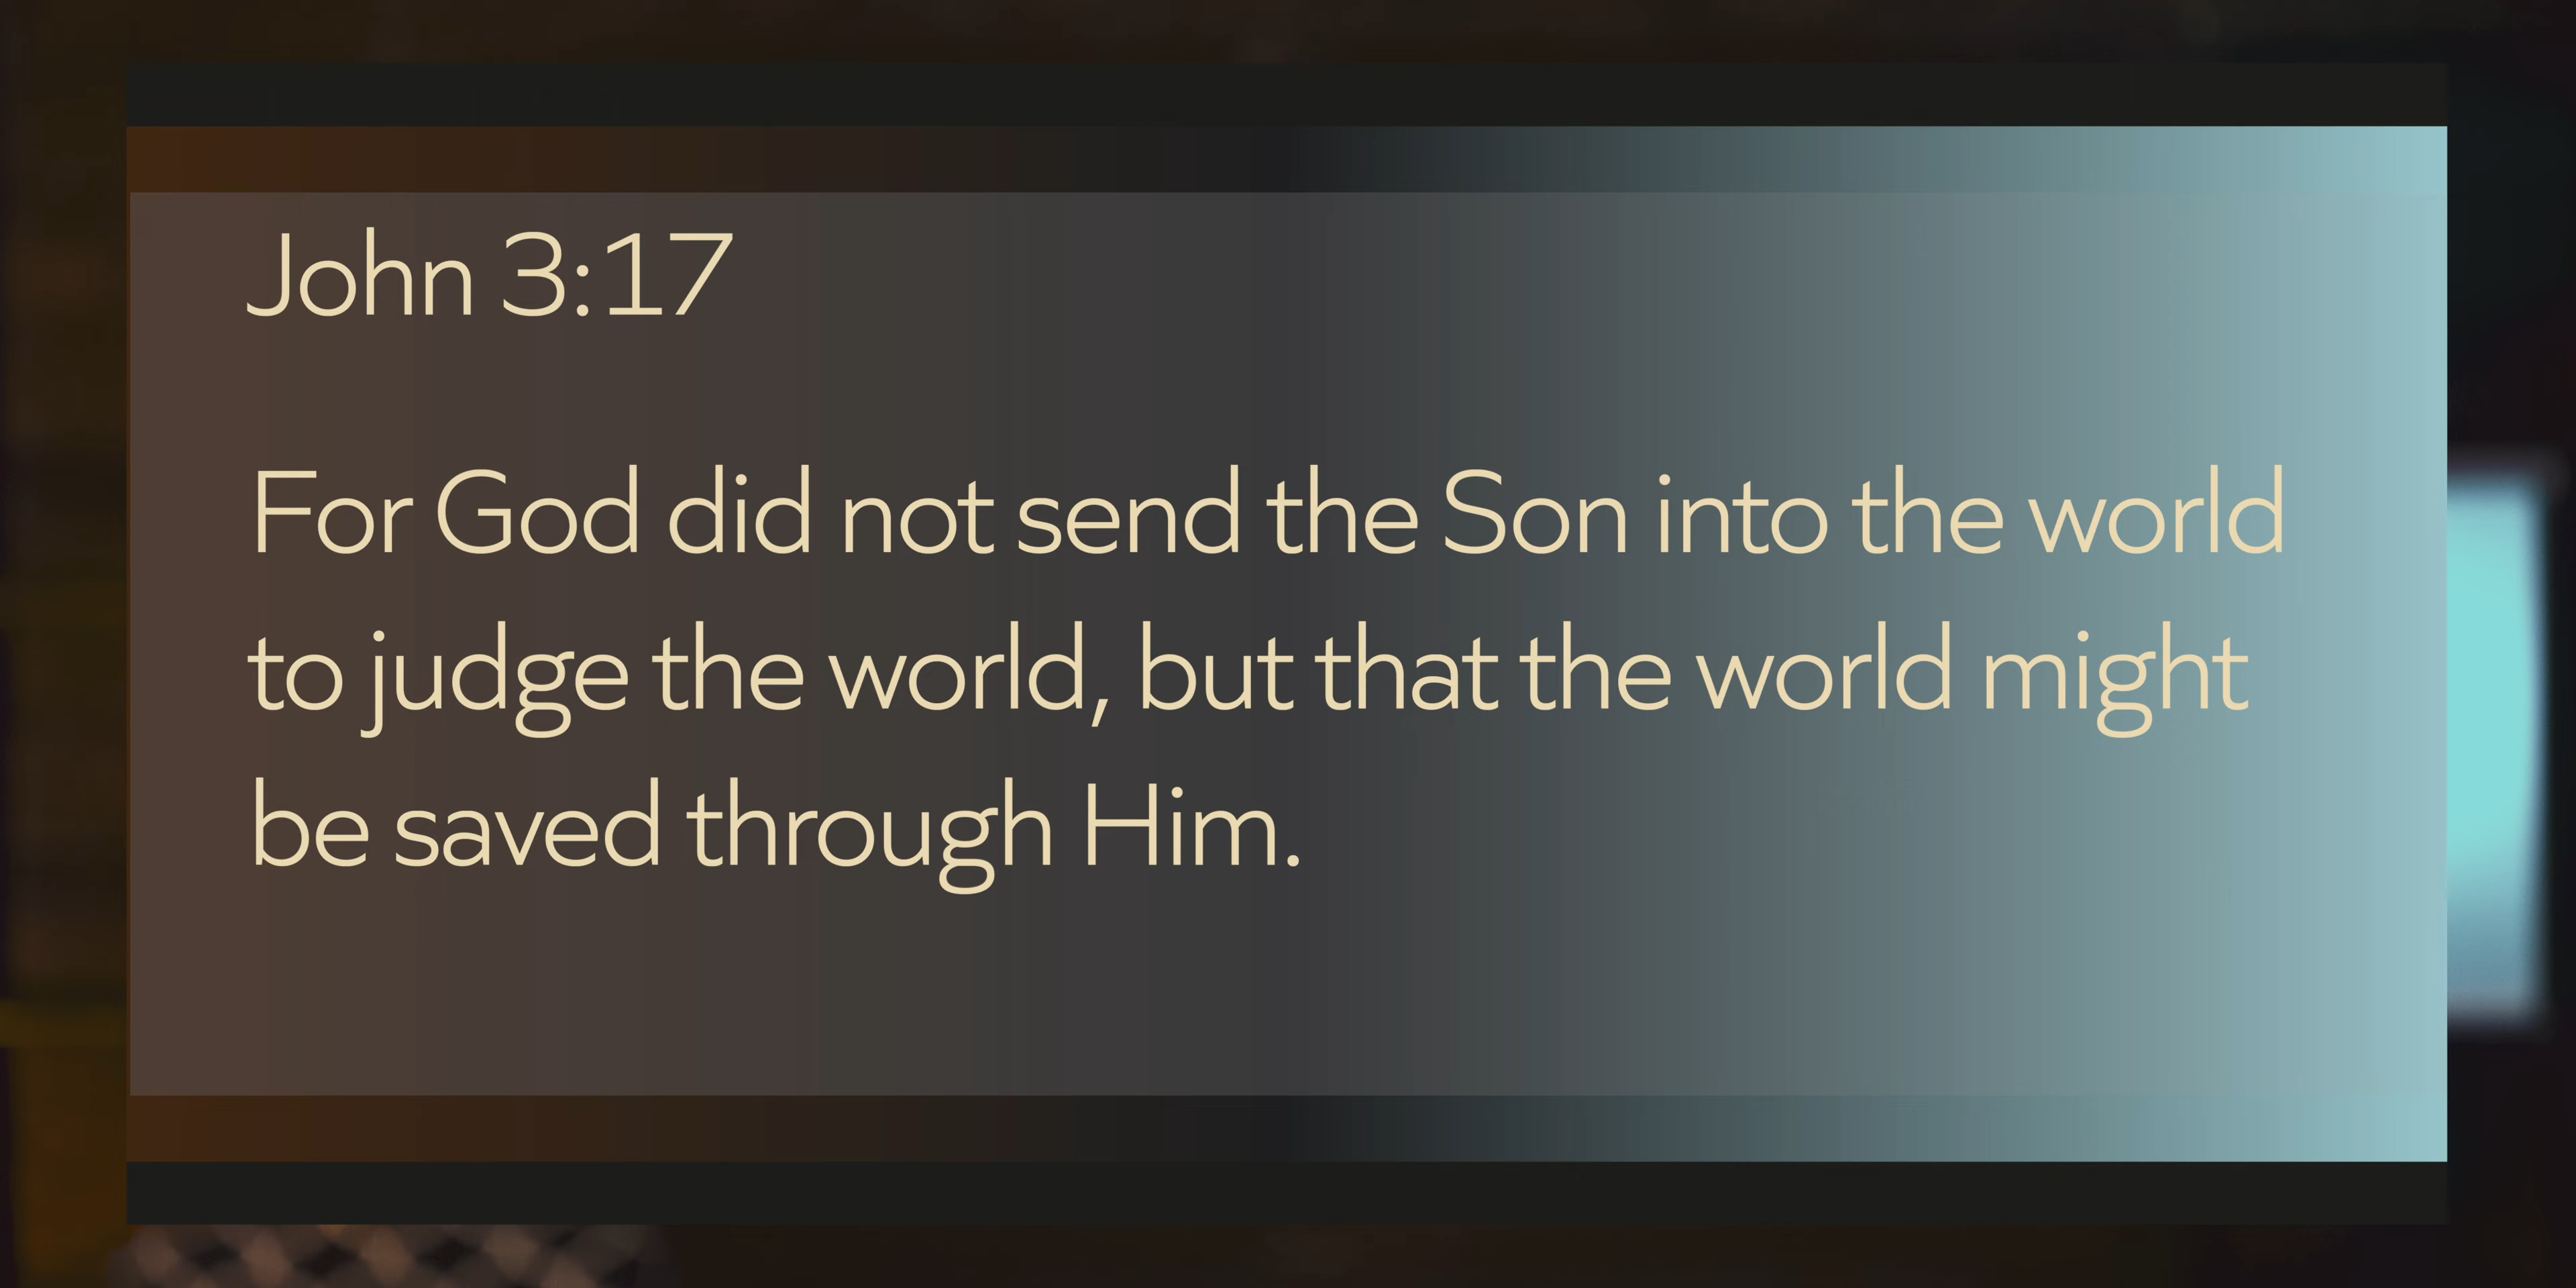 John 3:17
For God did not send the Son into the world
to judge the world, but that the world might
be saved through Him.